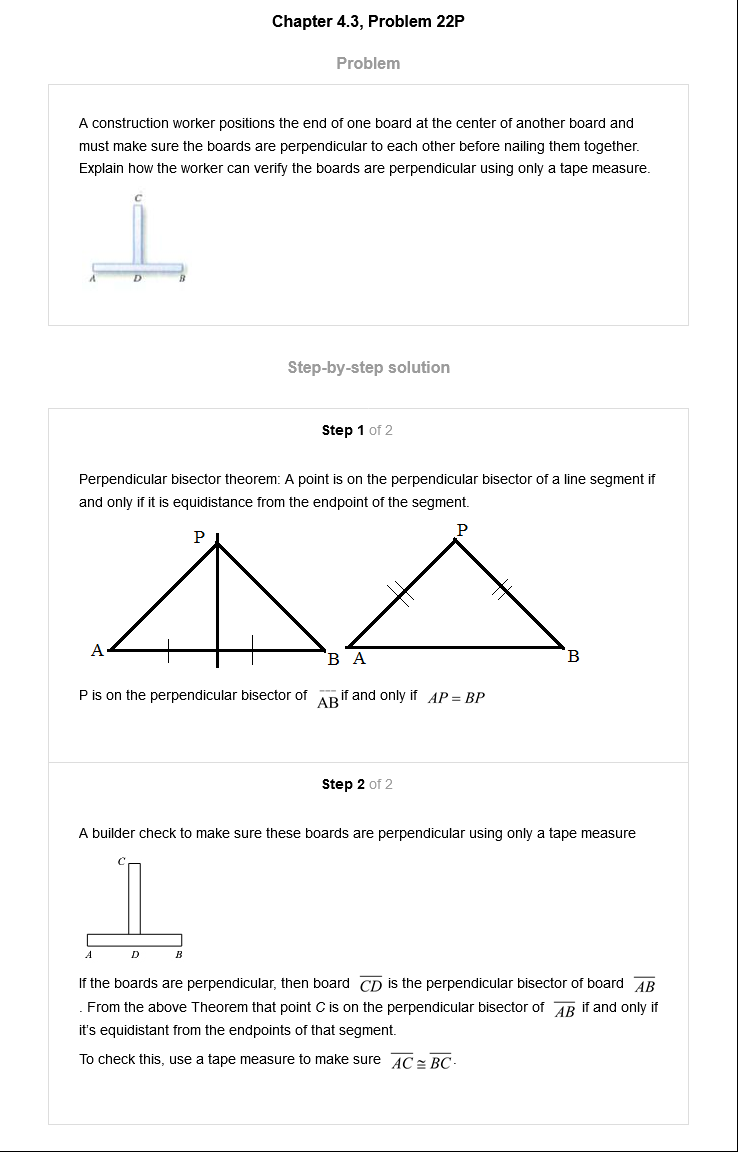 Chapter 4.3, Problem 22P
Problem
A construction worker positions the end of one board at the center of another board and
must make sure the boards are perpendicular to each other before nailing them together.
Explain how the worker can verify the boards are perpendicular using only a tape measure.
C
A D B
Step-by-step solution
Step 1 of 2
Perpendicular bisector theorem: A point is on the perpendicular bisector of a line segment if
and only if it is equidistance from the endpoint of the segment.
P P
A B A B
P is on the perpendicular bisector of AB if and only if AP = BP
Step 2 of 2
A builder check to make sure these boards are perpendicular using only a tape measure
C
A D B
If the boards are perpendicular, then board CD is the perpendicular bisector of board AB
. From the above Theorem that point C is on the perpendicular bisector of AB if and only if
it's equidistant from the endpoints of that segment.
To check this, use a tape measure to make sure AC ≅ BC.